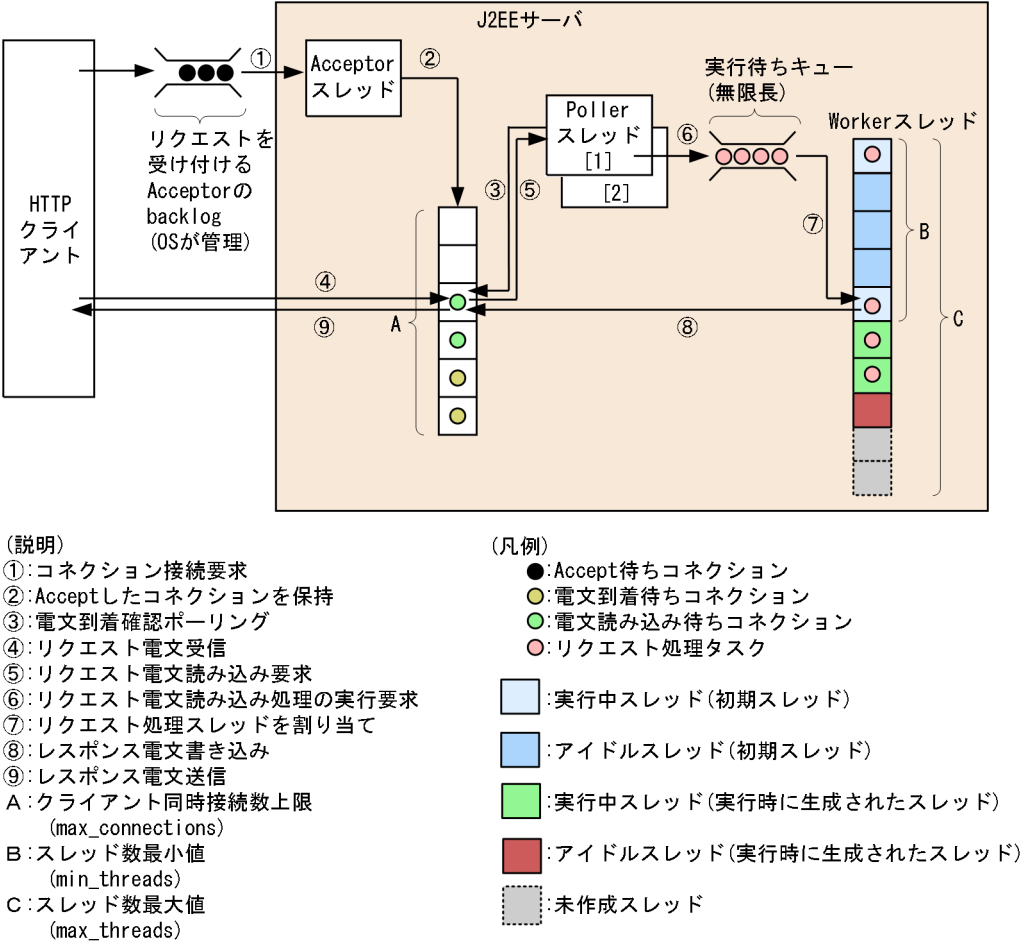 J2EEサーバ
①
Acceptor
スレッド
②
リクエストを
受け付ける
Acceptorの
backlog
(OSが管理)
HTTP
クライ
アント
Poller
スレッド
[1]
[2]
③
⑤
⑥
実行待ちキュー
(無限長)
Workerスレッド
⑦
B
C
④
⑨
A
⑧
(説明)
①:コネクション接続要求
②:Acceptしたコネクションを保持
③:電文到着確認ポーリング
④:リクエスト電文受信
⑤:リクエスト電文読み込み要求
⑥:リクエスト電文読み込み処理の実行要求
⑦:リクエスト処理スレッドを割り当て
⑧:レスポンス電文書き込み
⑨:レスポンス電文送信
A:クライアント同時接続数上限
(max_connections)
B:スレッド数最小値
(min_threads)
C:スレッド数最大値
(max_threads)
(凡例)
:Accept待ちコネクション
:電文到着待ちコネクション
:電文読み込み待ちコネクション
:リクエスト処理タスク
:実行中スレッド(初期スレッド)
:アイドルスレッド(初期スレッド)
:実行中スレッド(実行時に生成されたスレッド)
:アイドルスレッド(実行時に生成されたスレッド)
:未作成スレッド